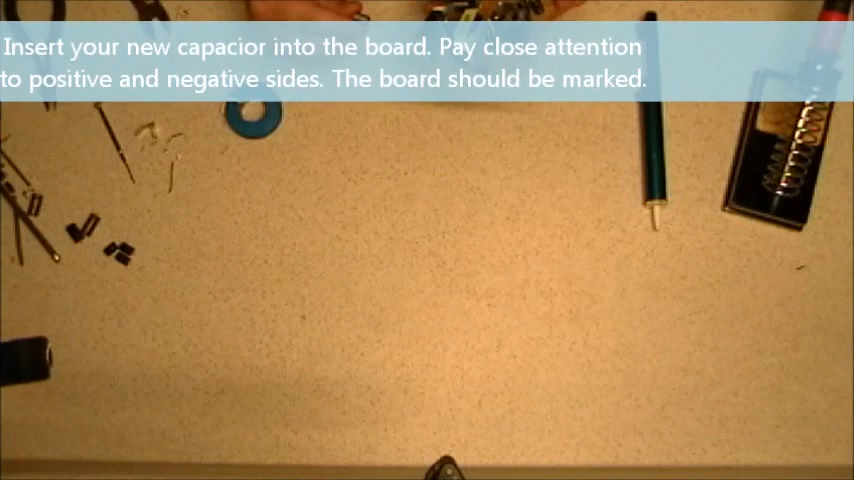 Insert your new capacior into the board. Pay close attention
to positive and negative sides. The board should be marked.